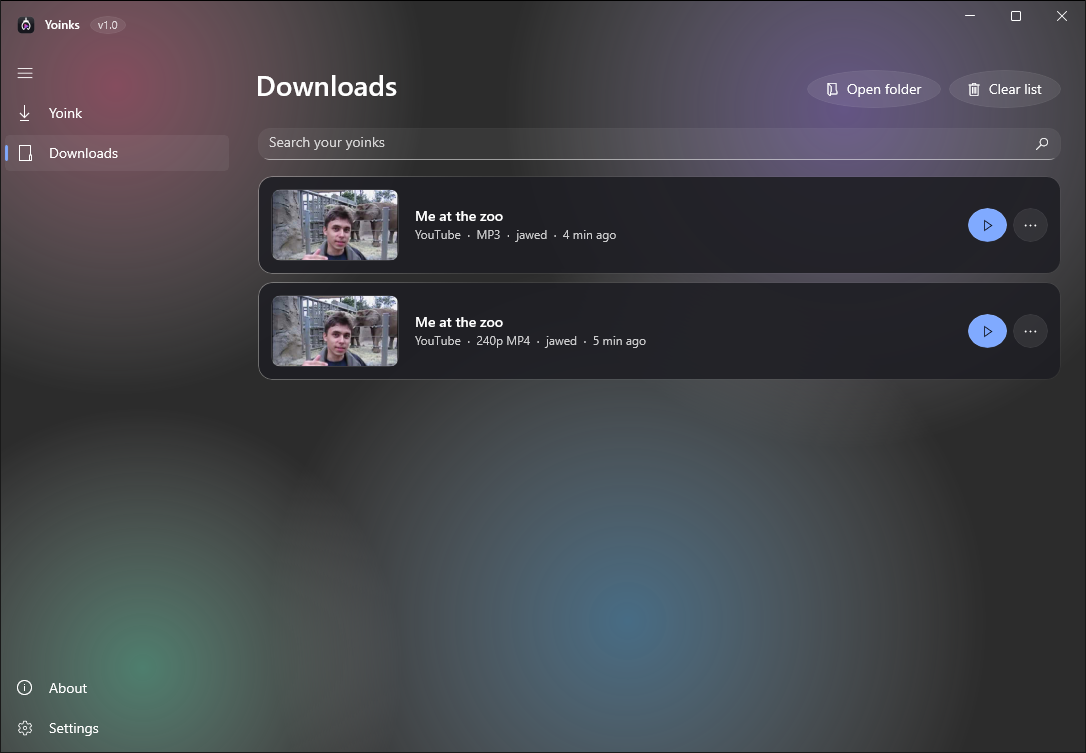 Yoinks v1.0
Yoink
Downloads
Downloads
Open folder
Clear list
Search your yoinks
Me at the zoo
YouTube · MP3 · jawed · 4 min ago
Me at the zoo
YouTube · 240p MP4 · jawed · 5 min ago
About
Settings